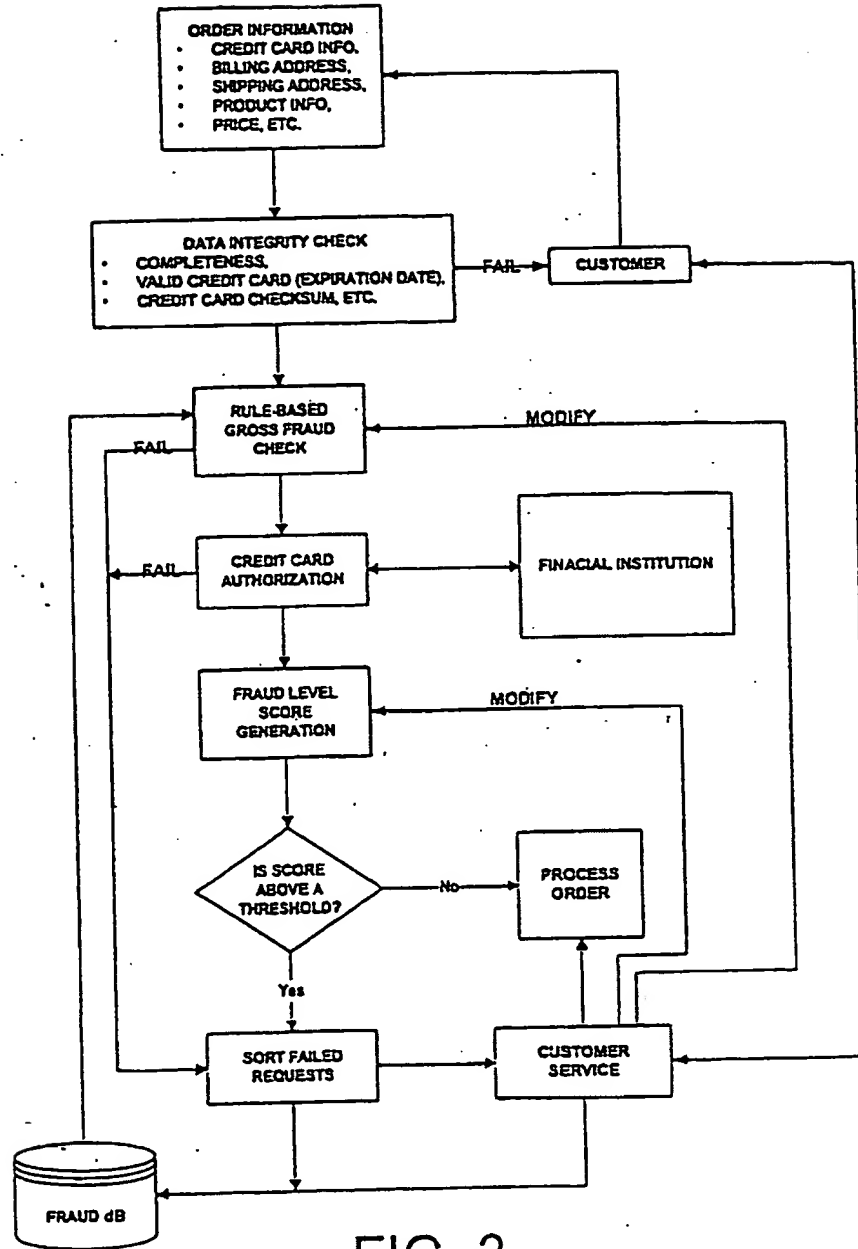 ORDER INFORMATION
• CREDIT CARD INFO,
• BILLING ADDRESS,
• SHIPPING ADDRESS,
• PRODUCT INFO,
• PRICE, ETC.
DATA INTEGRITY CHECK
• COMPLETENESS,
• VALID CREDIT CARD (EXPIRATION DATE),
• CREDIT CARD CHECKSUM, ETC.
FAIL
CUSTOMER
RULE-BASED
GROSS FRAUD
CHECK
MODIFY
FAIL
CREDIT CARD
AUTHORIZATION
FAIL
FINACIAL INSTITUTION
FRAUD LEVEL
SCORE
GENERATION
MODIFY
IS SCORE
ABOVE A
THRESHOLD?
No
PROCESS
ORDER
Yes
SORT FAILED
REQUESTS
CUSTOMER
SERVICE
FRAUD dB